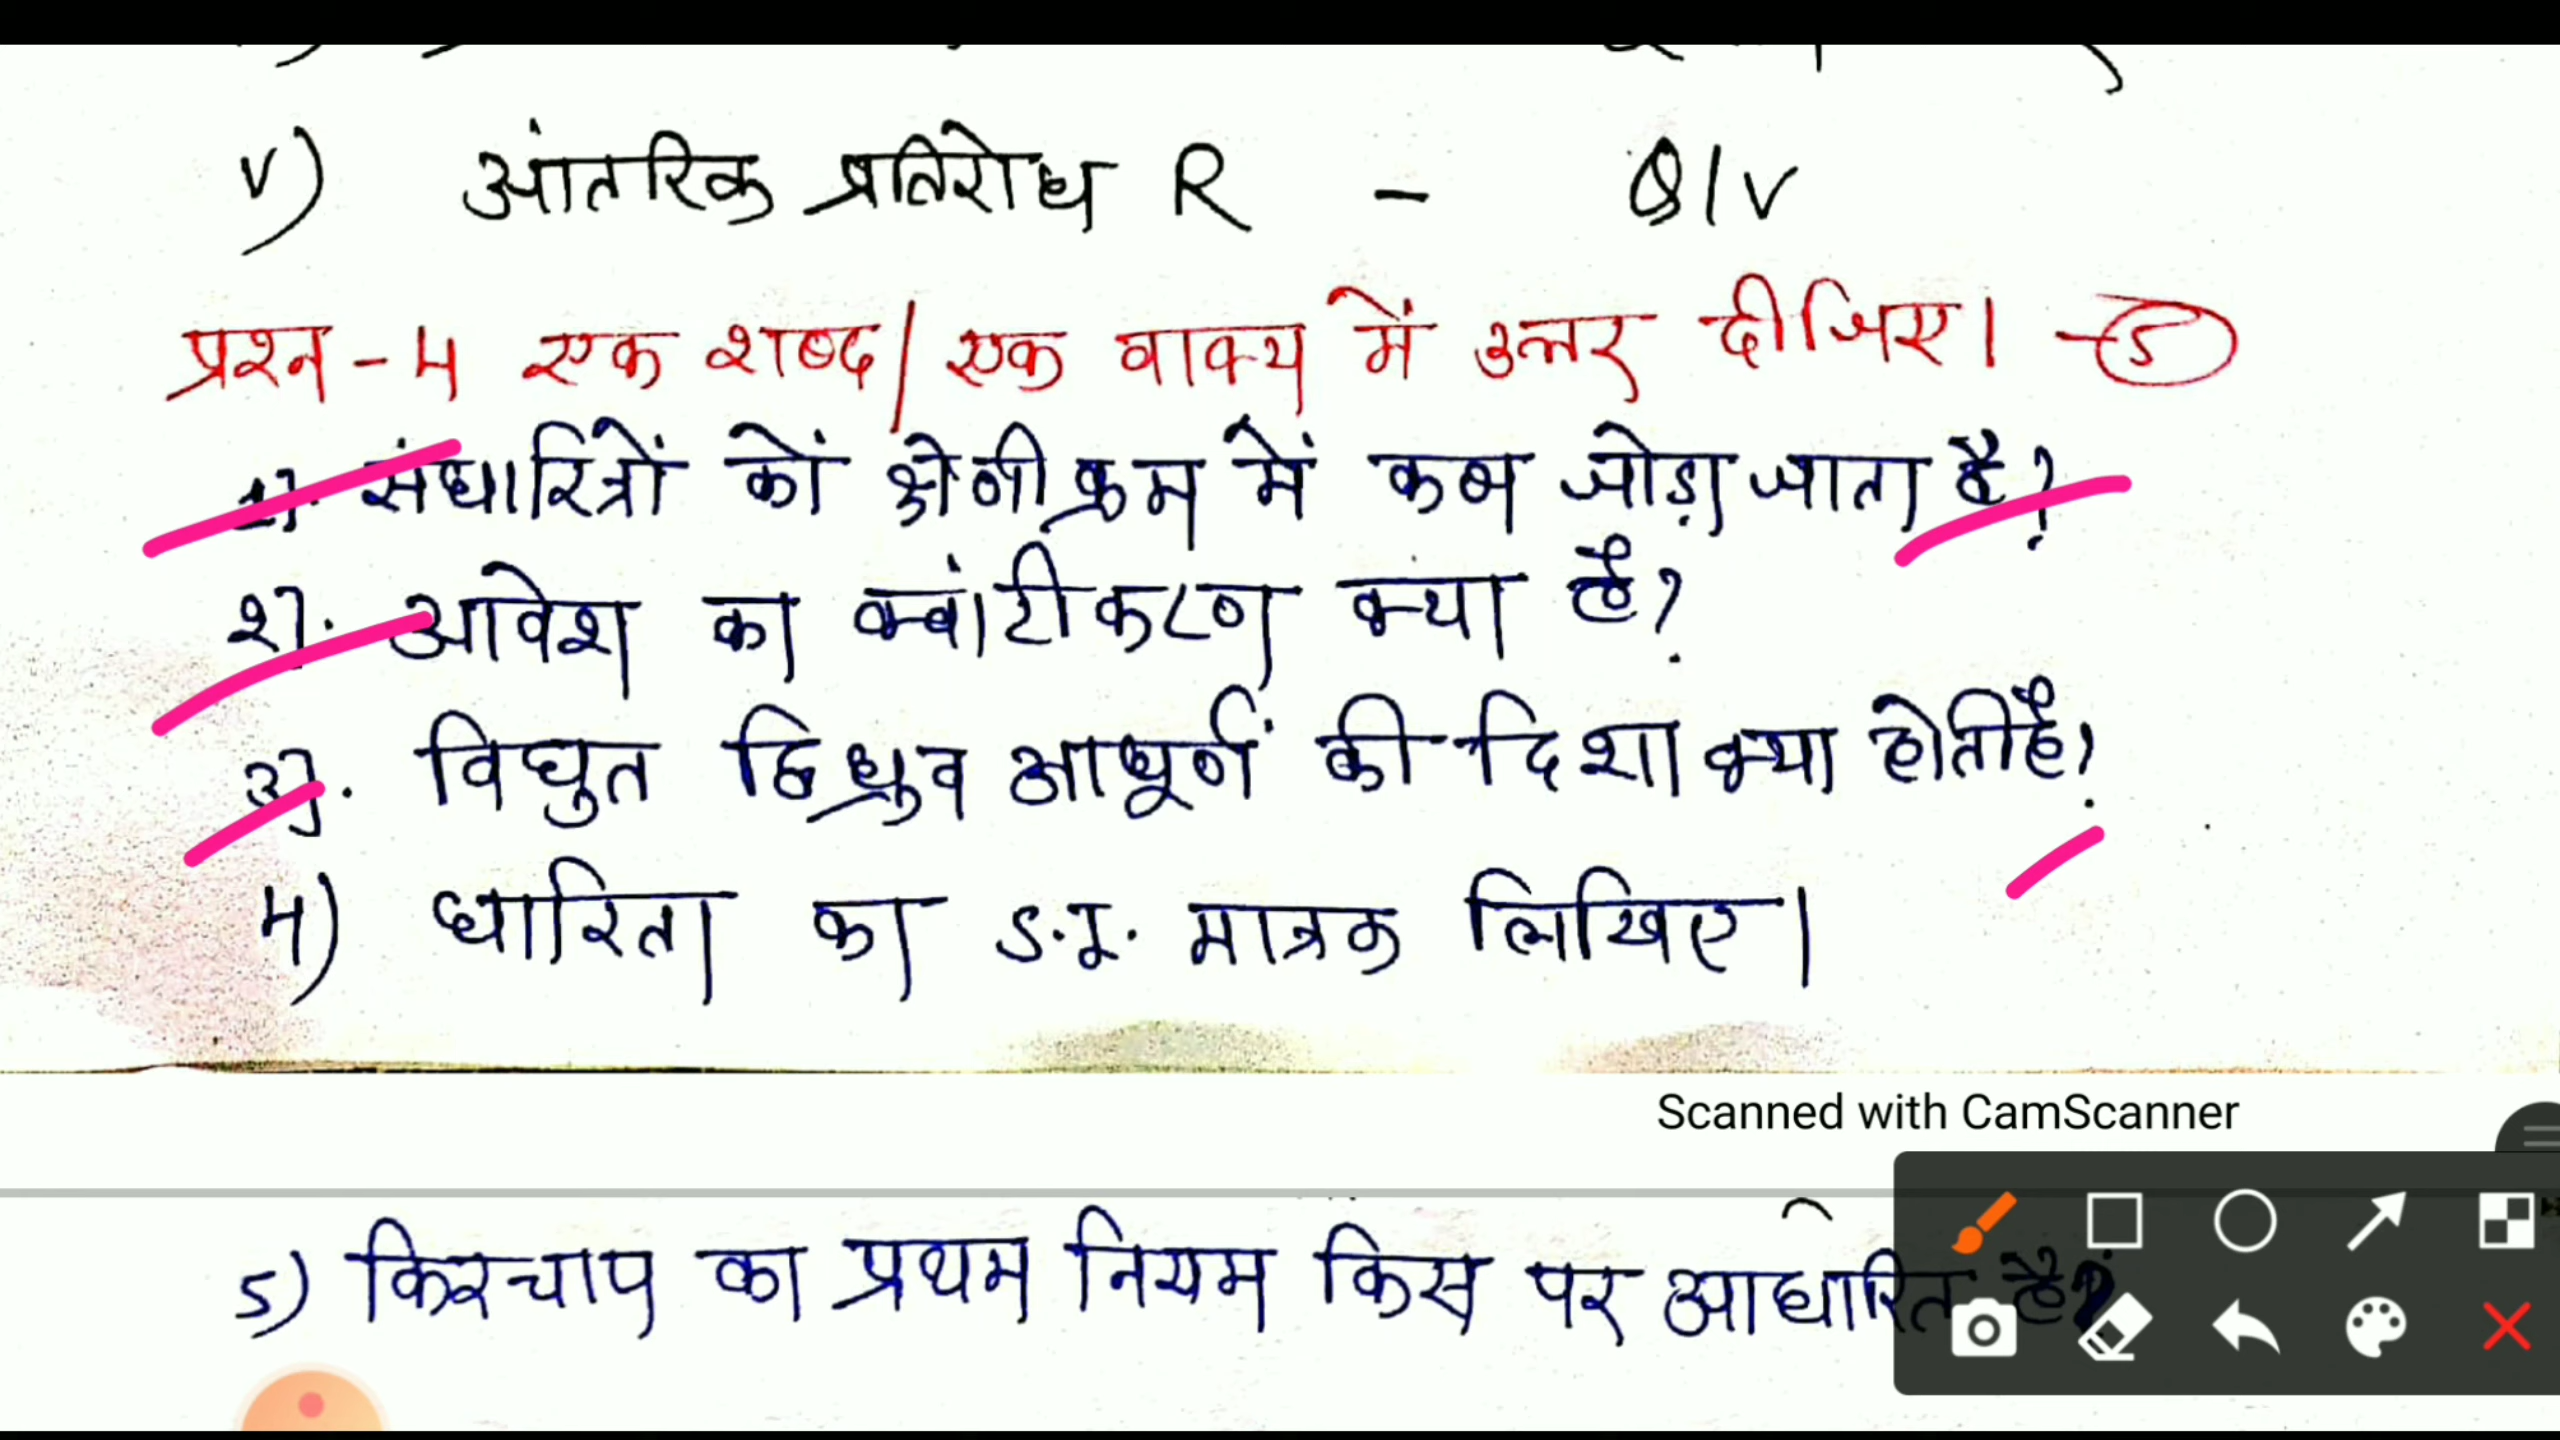 v) आंतरिक प्रतिरोध R - Q/V
प्रश्न - 4 एक शब्द/एक वाक्य में उत्तर दीजिए। - 5
1]. संधारित्रों कों श्रेणीक्रम में कब जोड़ा जाता है?
2]. आवेश का क्वांटीकरण क्या है?
3]. विधुत द्विध्रुव आधूर्ण की दिशा क्या होती है?
4) धारिता का S.I. मात्रक लिखिए।
Scanned with CamScanner
5) किरचाप का प्रथम नियम किस पर आधारित है?